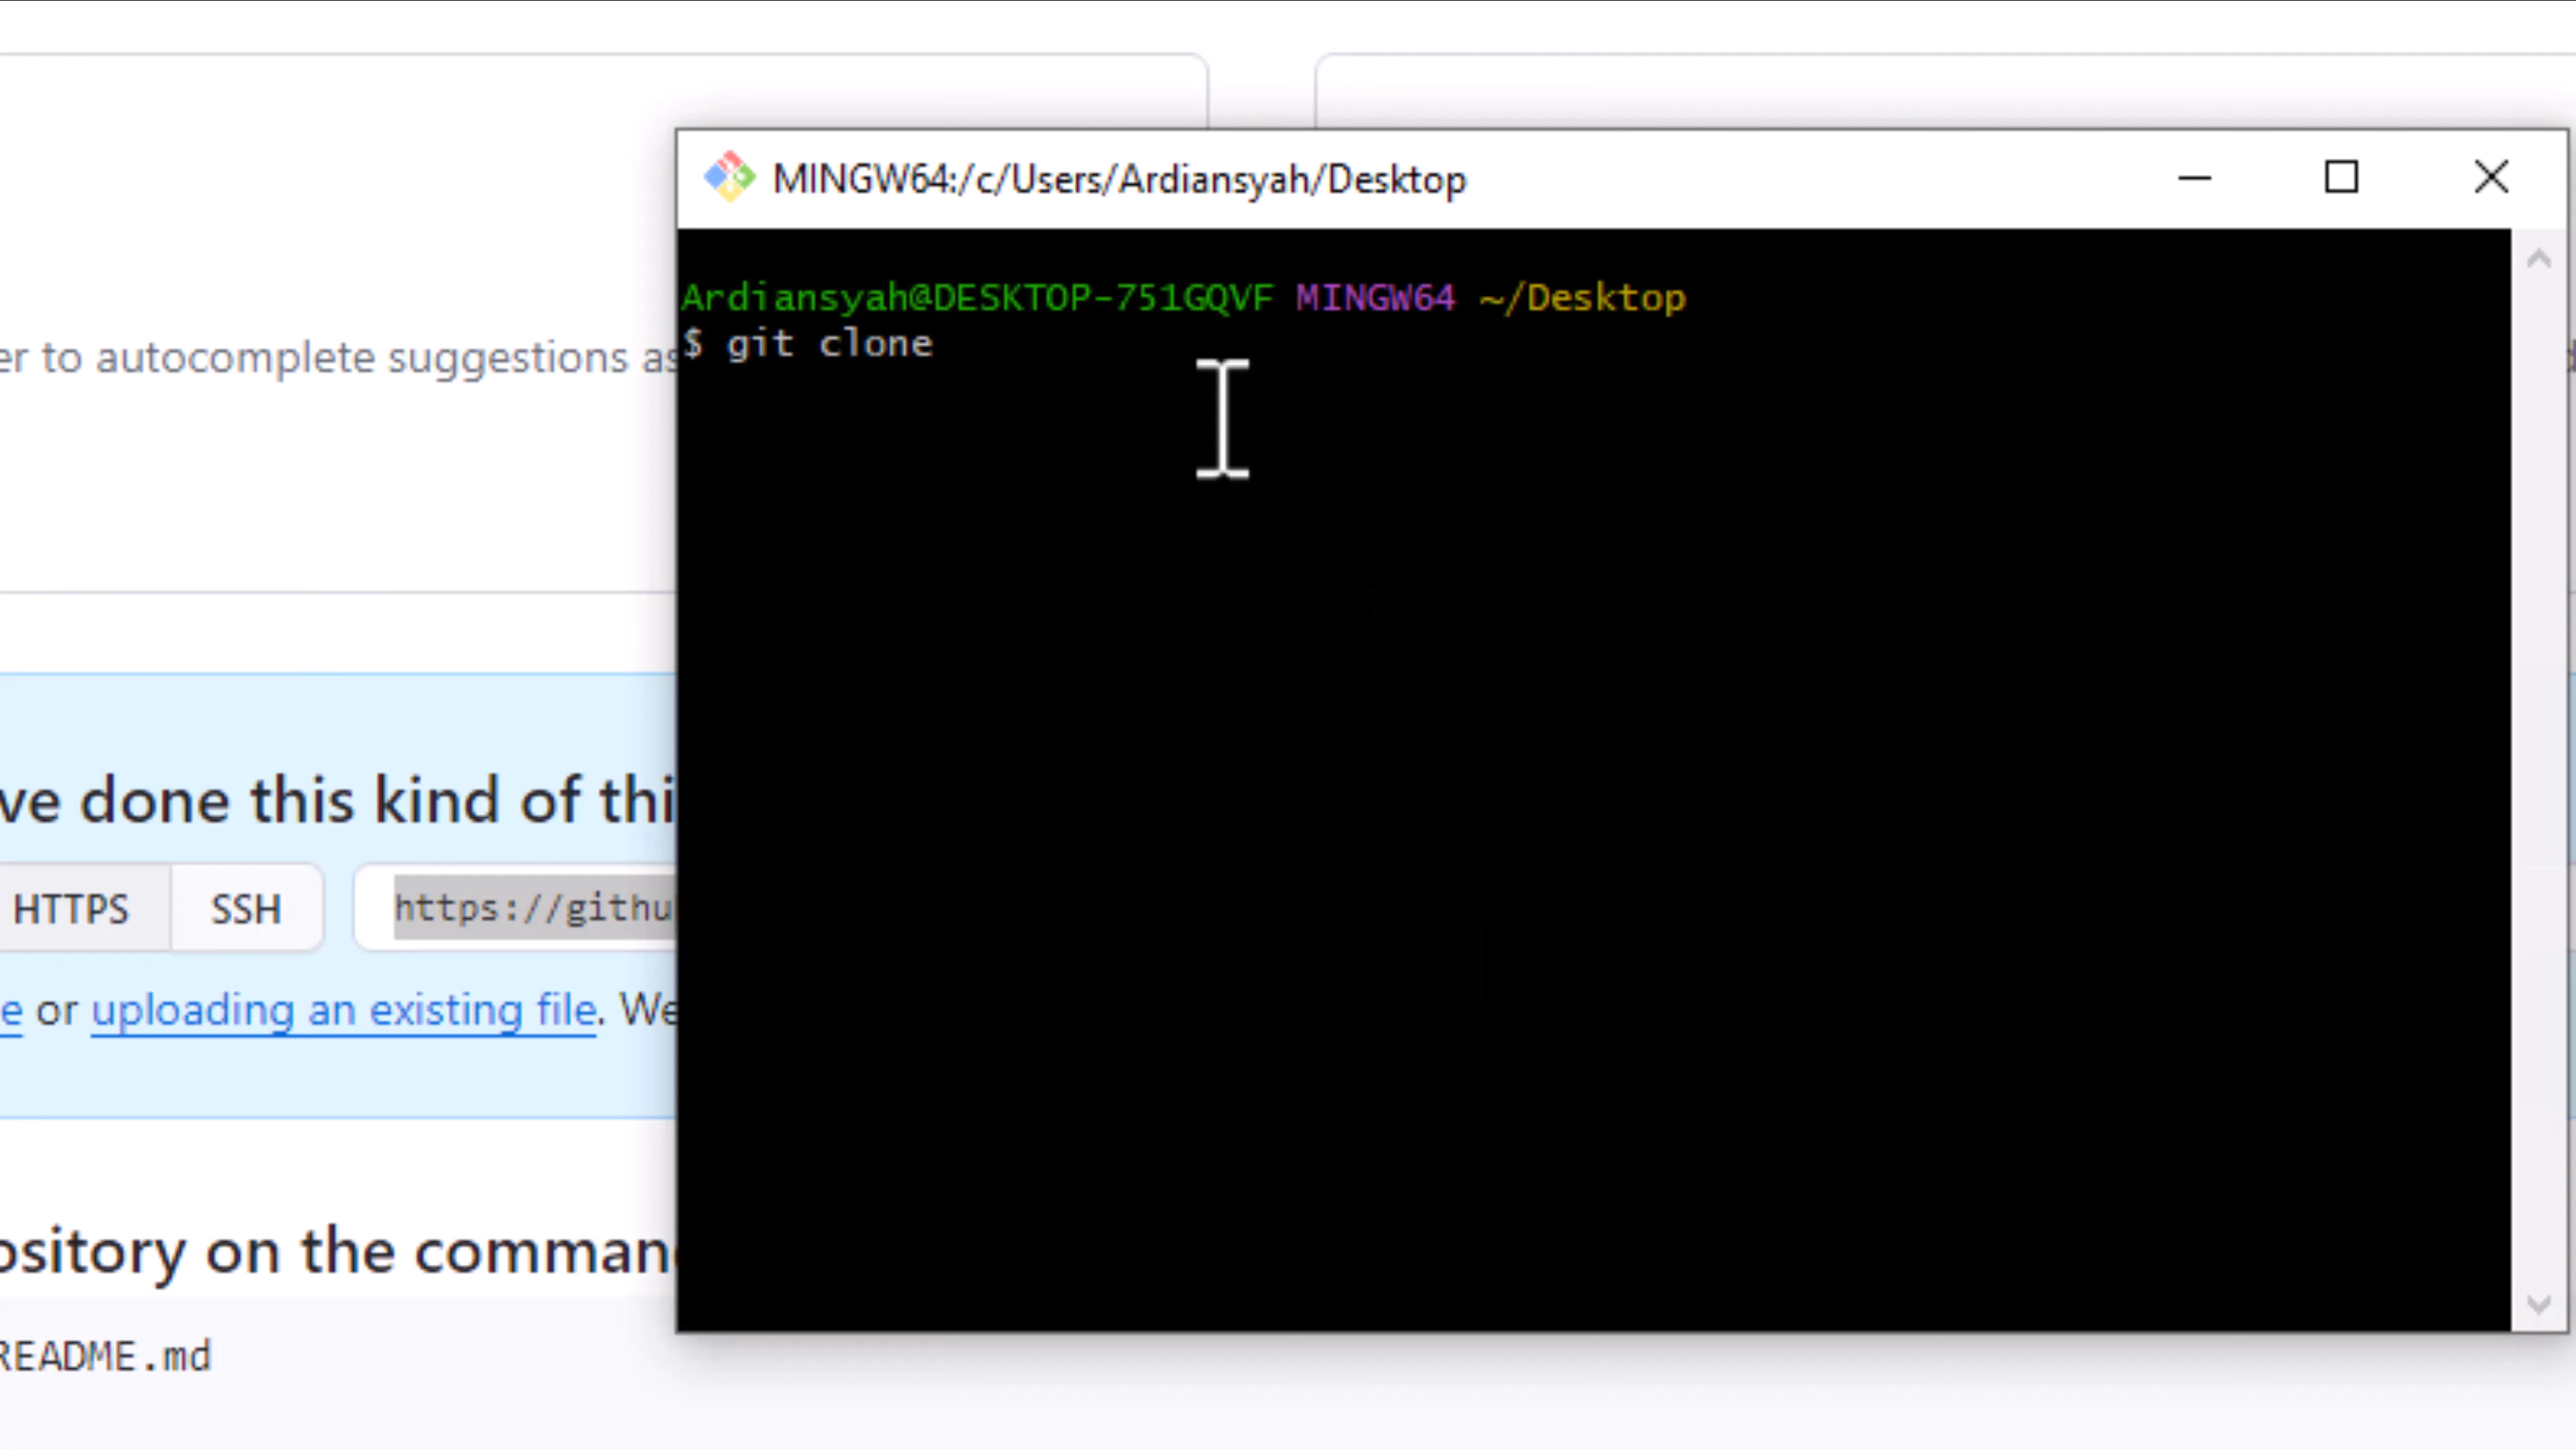 MINGW64:/c/Users/Ardiansyah/Desktop
Ardiansyah@DESKTOP-751GQVF MINGW64 ~/Desktop
$ git clone
er to autocomplete suggestions as
ve done this kind of thi
HTTPS
SSH
https://githu
e or uploading an existing file. We
ository on the comman
README.md